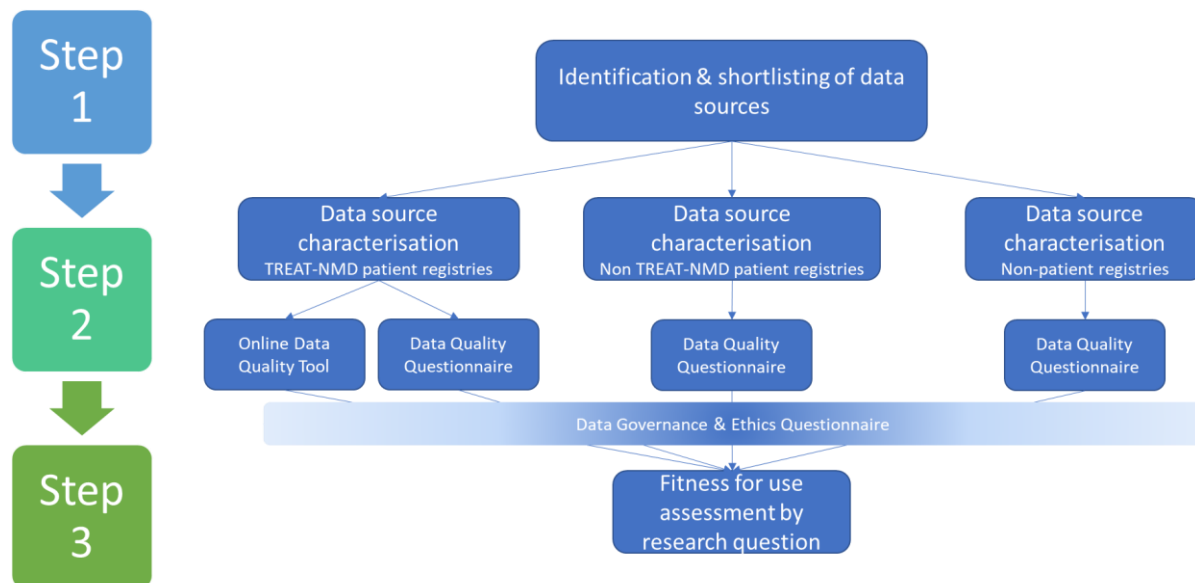 Step
1
Identification & shortlisting of data
sources
Step
2
Data source
characterisation
TREAT-NMD patient registries
Data source
characterisation
Non TREAT-NMD patient registries
Data source
characterisation
Non-patient registries
Online Data
Quality Tool
Data Quality
Questionnaire
Data Quality
Questionnaire
Data Quality
Questionnaire
Data Governance & Ethics Questionnaire
Step
3
Fitness for use
assessment by
research question